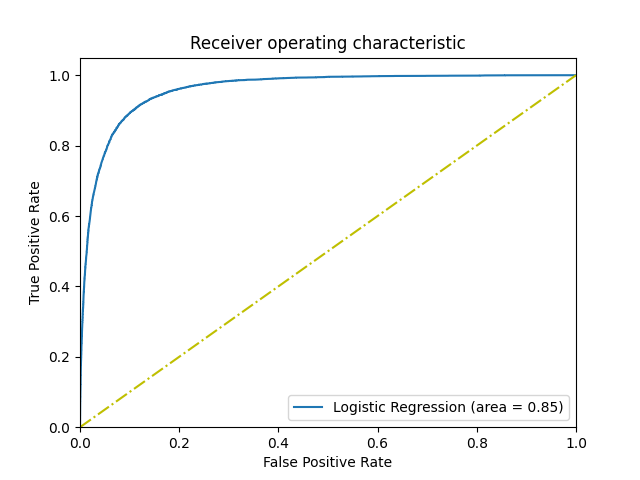 Receiver operating characteristic
1.0
0.8
0.6
0.4
0.2
0.0
True Positive Rate
Logistic Regression (area = 0.85)
0.0 0.2 0.4 0.6 0.8 1.0
False Positive Rate